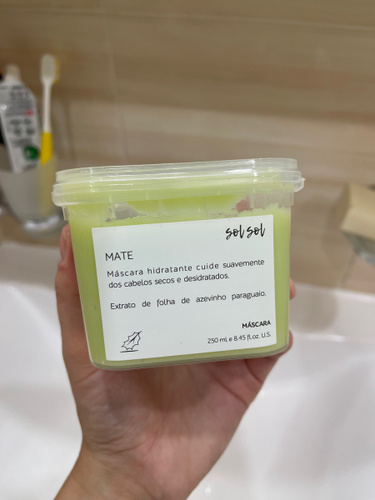 sol sol
MATE
Máscara hidratante cuide suavemente
dos cabelos secos e desidratados.
Extrato de folha de azevinho paraguaio.
MÁSCARA
250 ml e 8.45 fl.oz. U.S.